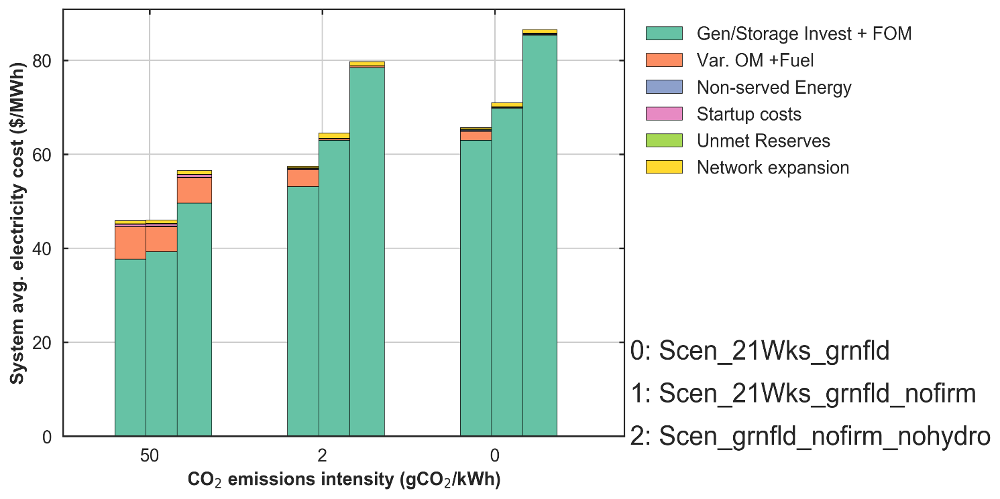 System avg. electricity cost ($/MWh)
80
60
40
20
0
50
2
0
CO₂ emissions intensity (gCO₂/kWh)
Gen/Storage Invest + FOM
Var. OM +Fuel
Non-served Energy
Startup costs
Unmet Reserves
Network expansion
0: Scen_21Wks_grnfld
1: Scen_21Wks_grnfld_nofirm
2: Scen_grnfld_nofirm_nohydro